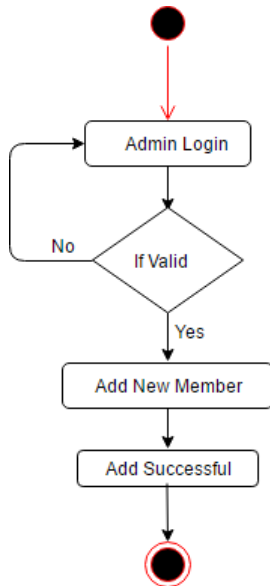 Admin Login
If Valid
No
Yes
Add New Member
Add Successful